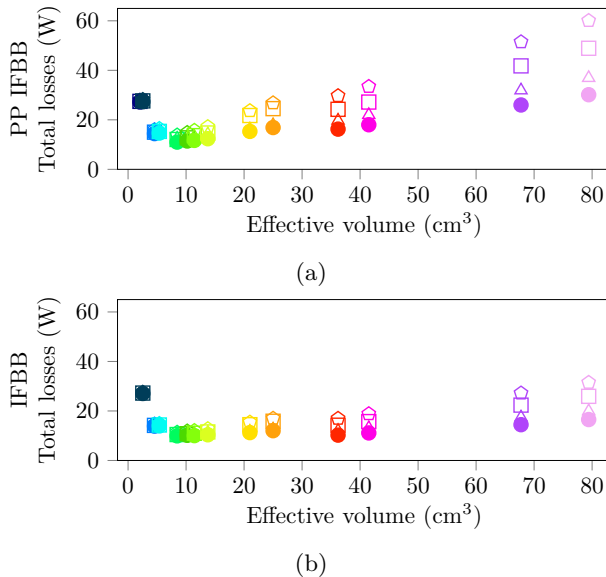 PP IFBB
Total losses (W)
60
40
20
0
0 10 20 30 40 50 60 70 80
Effective volume (cm³)
(a)
IFBB
Total losses (W)
60
40
20
0
0 10 20 30 40 50 60 70 80
Effective volume (cm³)
(b)